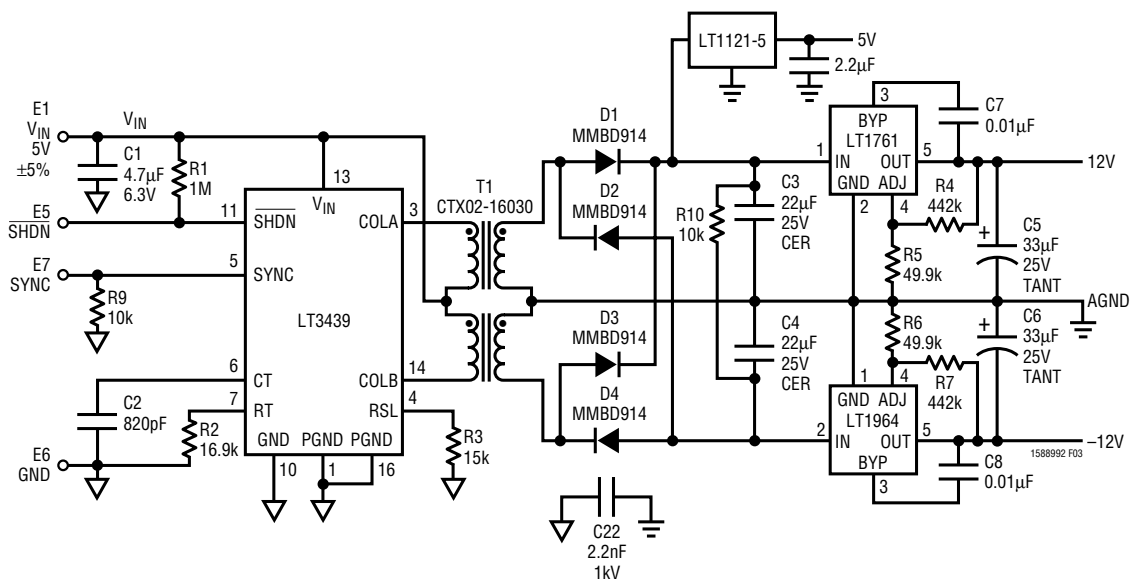 LT1121-5
5V
2.2µF
E1
VIN
5V
±5%
VIN
C1
4.7µF
6.3V
R1
1M
E5
SHDN
E7
SYNC
R9
10k
C2
820pF
E6
GND
R2
16.9k
13
VIN
11
SHDN
COLA
3
5
SYNC
LT3439
6
CT
COLB
14
7
RT
RSL
4
GND
PGND
PGND
10
1
16
R3
15k
T1
CTX02-16030
D1
MMBD914
D2
MMBD914
D3
MMBD914
D4
MMBD914
R10
10k
C3
22µF
25V
CER
C4
22µF
25V
CER
C22
2.2nF
1kV
3
BYP
LT1761
1
IN
OUT
5
GND
ADJ
2
4
C7
0.01µF
12V
R4
442k
R5
49.9k
+
C5
33µF
25V
TANT
AGND
R6
49.9k
R7
442k
+
C6
33µF
25V
TANT
1
4
GND
ADJ
LT1964
2
IN
OUT
5
BYP
3
–12V
C8
0.01µF
1588992 F03